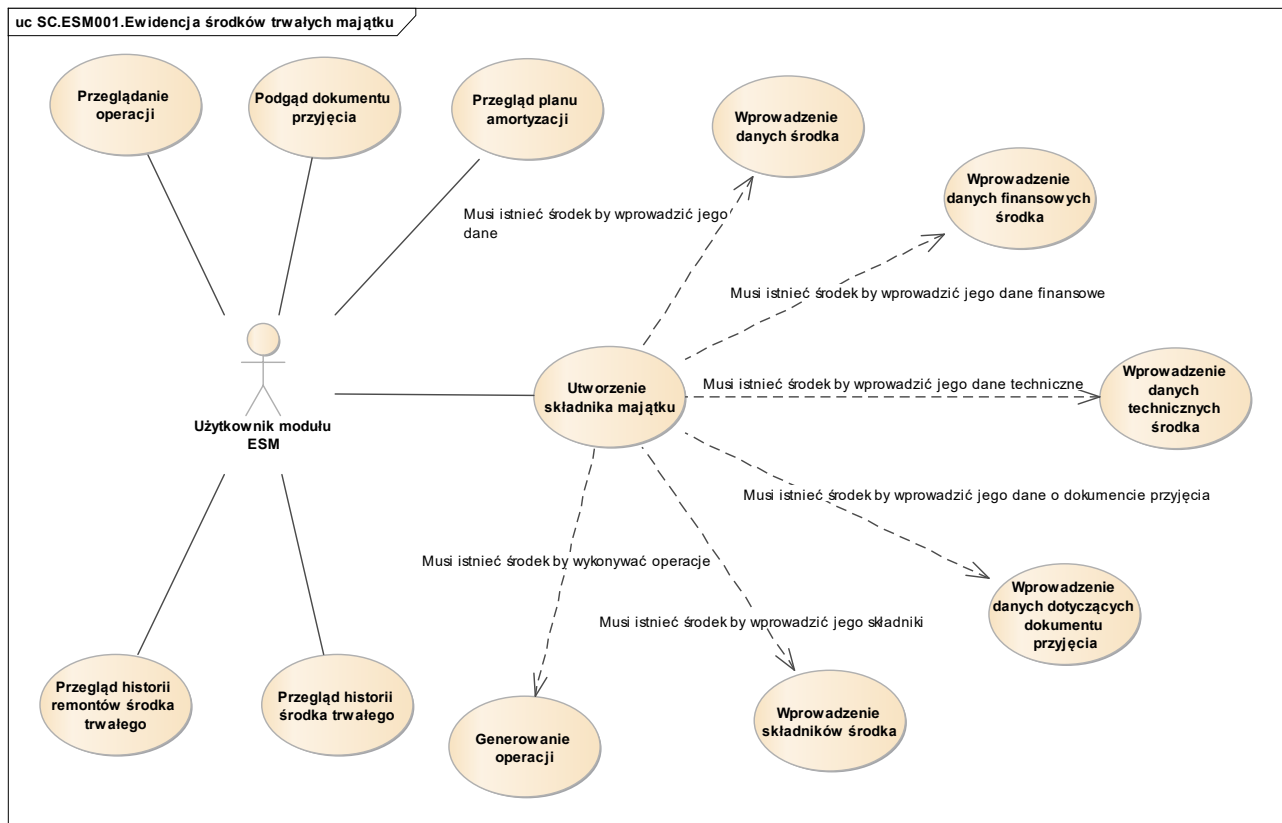 uc SC.ESM001.Ewidencja środków trwałych majątku
Przeglądanie
operacji
Podgąd dokumentu
przyjęcia
Przegląd planu
amortyzacji
Wprowadzenie
danych środka
Wprowadzenie
danych finansowych
środka
Musi istnieć środek by wprowadzić jego
dane
Musi istnieć środek by wprowadzić jego dane finansowe
Użytkownik modułu
ESM
Utworzenie
składnika majątku
Musi istnieć środek by wprowadzić jego dane techniczne
Wprowadzenie
danych
technicznych
środka
Musi istnieć środek by wprowadzić jego dane o dokumencie przyjęcia
Musi istnieć środek by wykonywać operacje
Wprowadzenie
danych dotyczących
dokumentu
przyjęcia
Musi istnieć środek by wprowadzić jego składniki
Przegląd historii
remontów środka
trwałego
Przegląd historii
środka trwałego
Generowanie
operacji
Wprowadzenie
składników środka